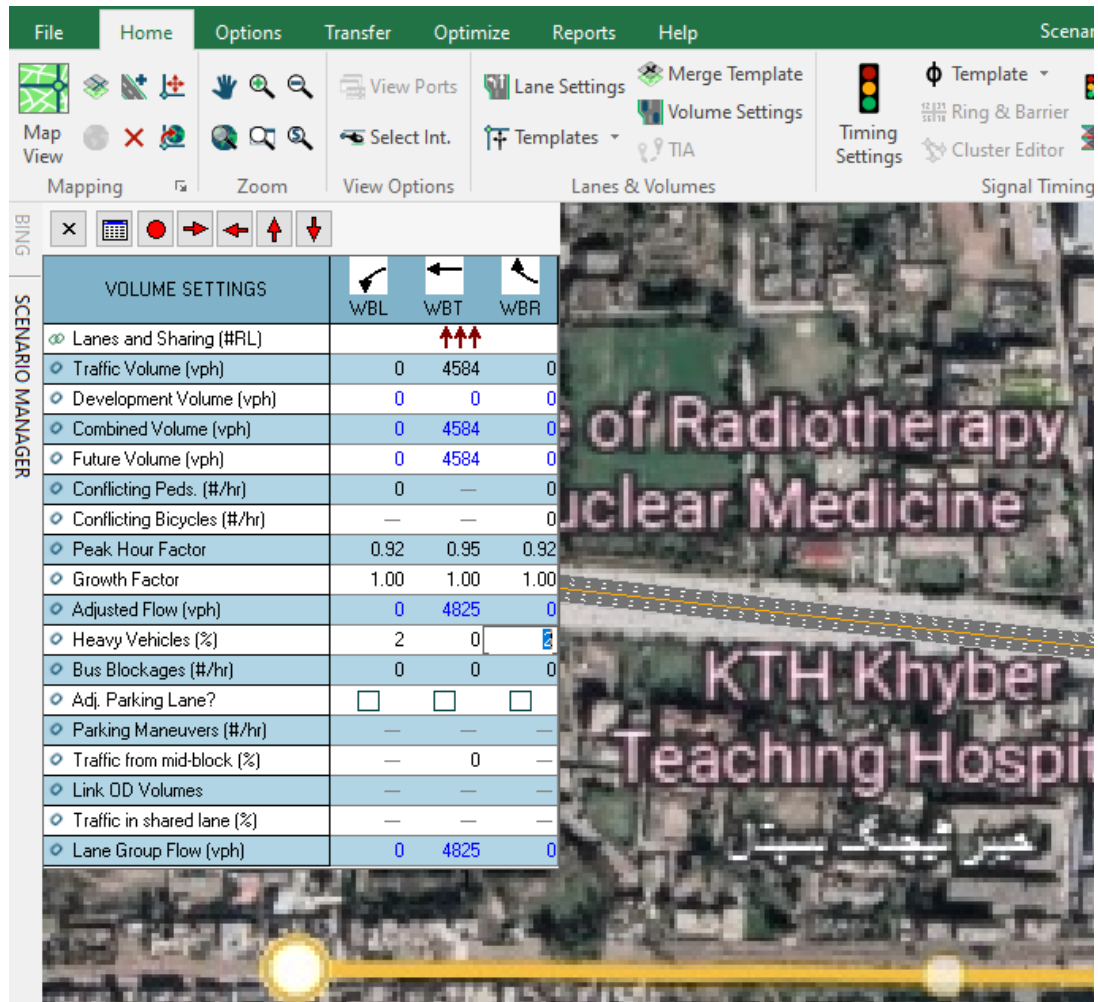 File Home Options Transfer Optimize Reports Help Scenar
View Ports Lane Settings Merge Template Template
Volume Settings Ring & Barrier
Map View Select Int. Templates TIA Timing Settings Cluster Editor
Mapping Zoom View Options Lanes & Volumes Signal Timing
BING
SCENARIO MANAGER
VOLUME SETTINGS WBL WBT WBR
Lanes and Sharing (#RL)
Traffic Volume (vph) 0 4584 0
Development Volume (vph) 0 0 0
Combined Volume (vph) 0 4584 0
Future Volume (vph) 0 4584 0
Conflicting Peds. (#/hr) 0 — 0
Conflicting Bicycles (#/hr) — — 0
Peak Hour Factor 0.92 0.95 0.92
Growth Factor 1.00 1.00 1.00
Adjusted Flow (vph) 0 4825 0
Heavy Vehicles (%) 2 0 2
Bus Blockages (#/hr) 0 0 0
Adj. Parking Lane?
Parking Maneuvers (#/hr) — — —
Traffic from mid-block (%) — 0 —
Link OD Volumes — — —
Traffic in shared lane (%) — — —
Lane Group Flow (vph) 0 4825 0
e of Radiotherapy
uclear Medicine
KTH Khyber
Teaching Hospit